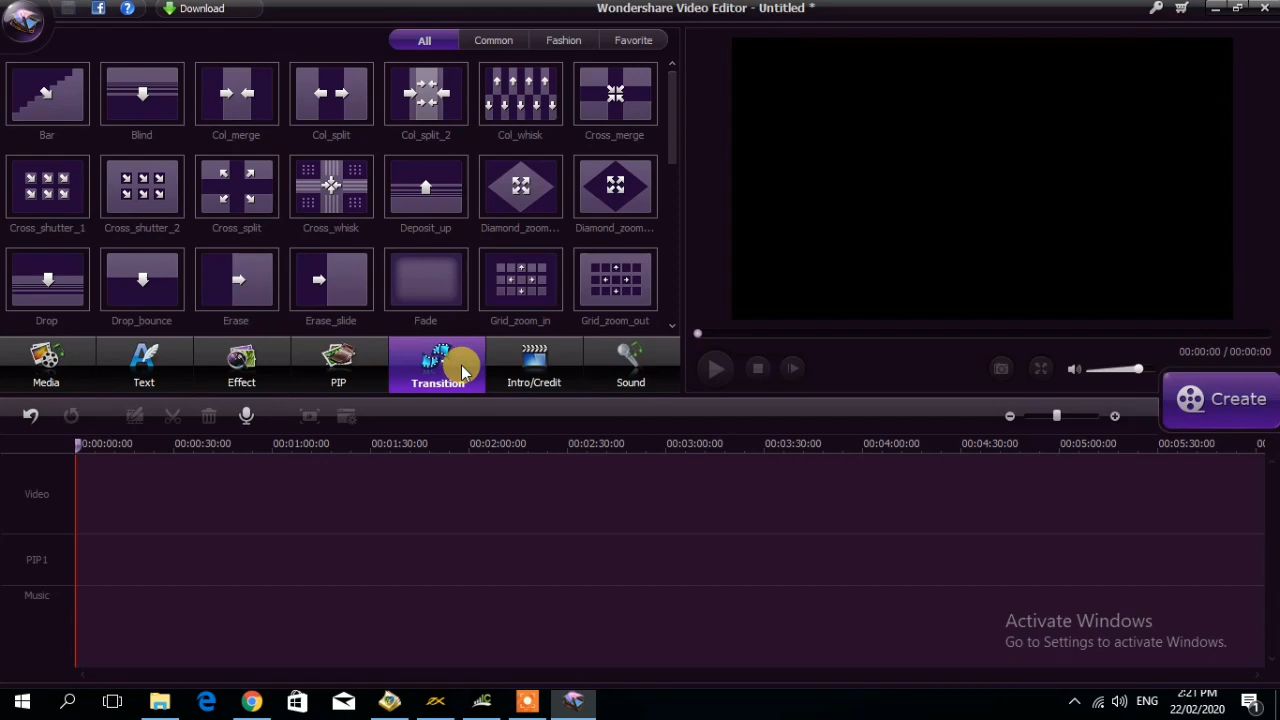 Download
Wondershare Video Editor - Untitled *
All
Common
Fashion
Favorite
Bar
Blind
Col_merge
Col_split
Col_split_2
Col_whisk
Cross_merge
Cross_shutter_1
Cross_shutter_2
Cross_split
Cross_whisk
Deposit_up
Diamond_zoom...
Diamond_zoom...
Drop
Drop_bounce
Erase
Erase_slide
Fade
Grid_zoom_in
Grid_zoom_out
Media
Text
Effect
PIP
Transition
Intro/Credit
Sound
00:00:00 / 00:00:00
Create
00:00:00:00
00:00:30:00
00:01:00:00
00:01:30:00
00:02:00:00
00:02:30:00
00:03:00:00
00:03:30:00
00:04:00:00
00:04:30:00
00:05:00:00
00:05:30:00
Video
PIP1
Music
Activate Windows
Go to Settings to activate Windows.
ENG
2:21 PM
22/02/2020